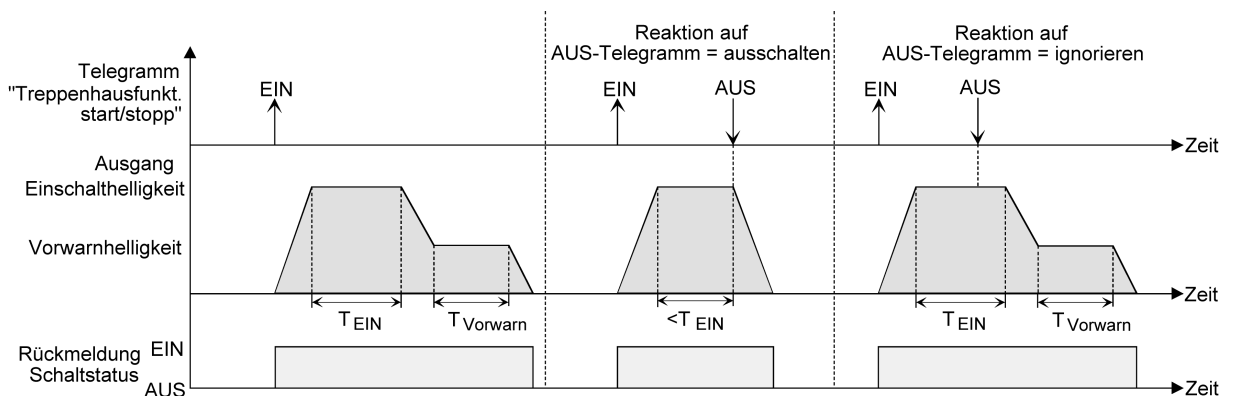 Reaktion auf
AUS-Telegramm = ausschalten
Reaktion auf
AUS-Telegramm = ignorieren
Telegramm
"Treppenhausfunkt.
start/stopp"
EIN
EIN
AUS
EIN
AUS
Zeit
Ausgang
Einschalthelligkeit
Vorwarnhelligkeit
Zeit
T EIN
T Vorwarn
<T EIN
T EIN
T Vorwarn
Rückmeldung
Schaltstatus
EIN
AUS
Zeit